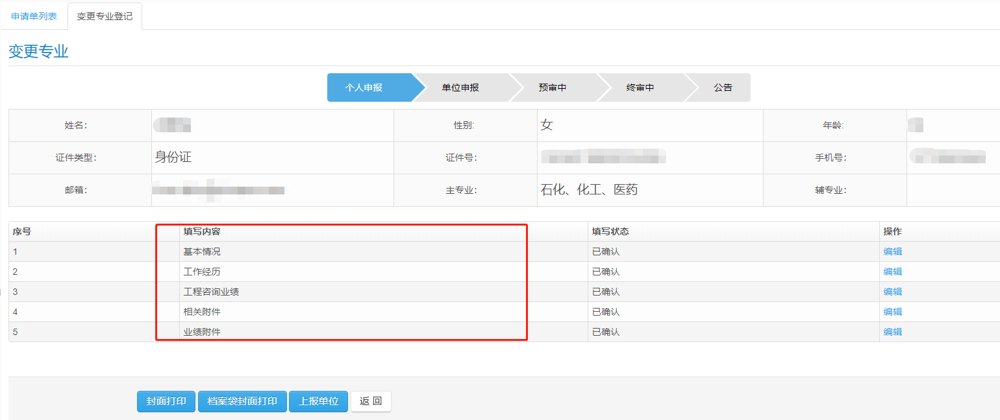 申请单列表 变更专业登记
变更专业
个人申报 单位申报 预审中 终审中 公告
姓名: 性别: 女 年龄:
证件类型: 身份证 证件号: 手机号:
邮箱: 主专业: 石化、化工、医药 辅专业:
序号 填写内容 填写状态 操作
1 基本情况 已确认 编辑
2 工作经历 已确认 编辑
3 工程咨询业绩 已确认 编辑
4 相关附件 已确认 编辑
5 业绩附件 已确认 编辑
封面打印 档案袋封面打印 上报单位 返 回